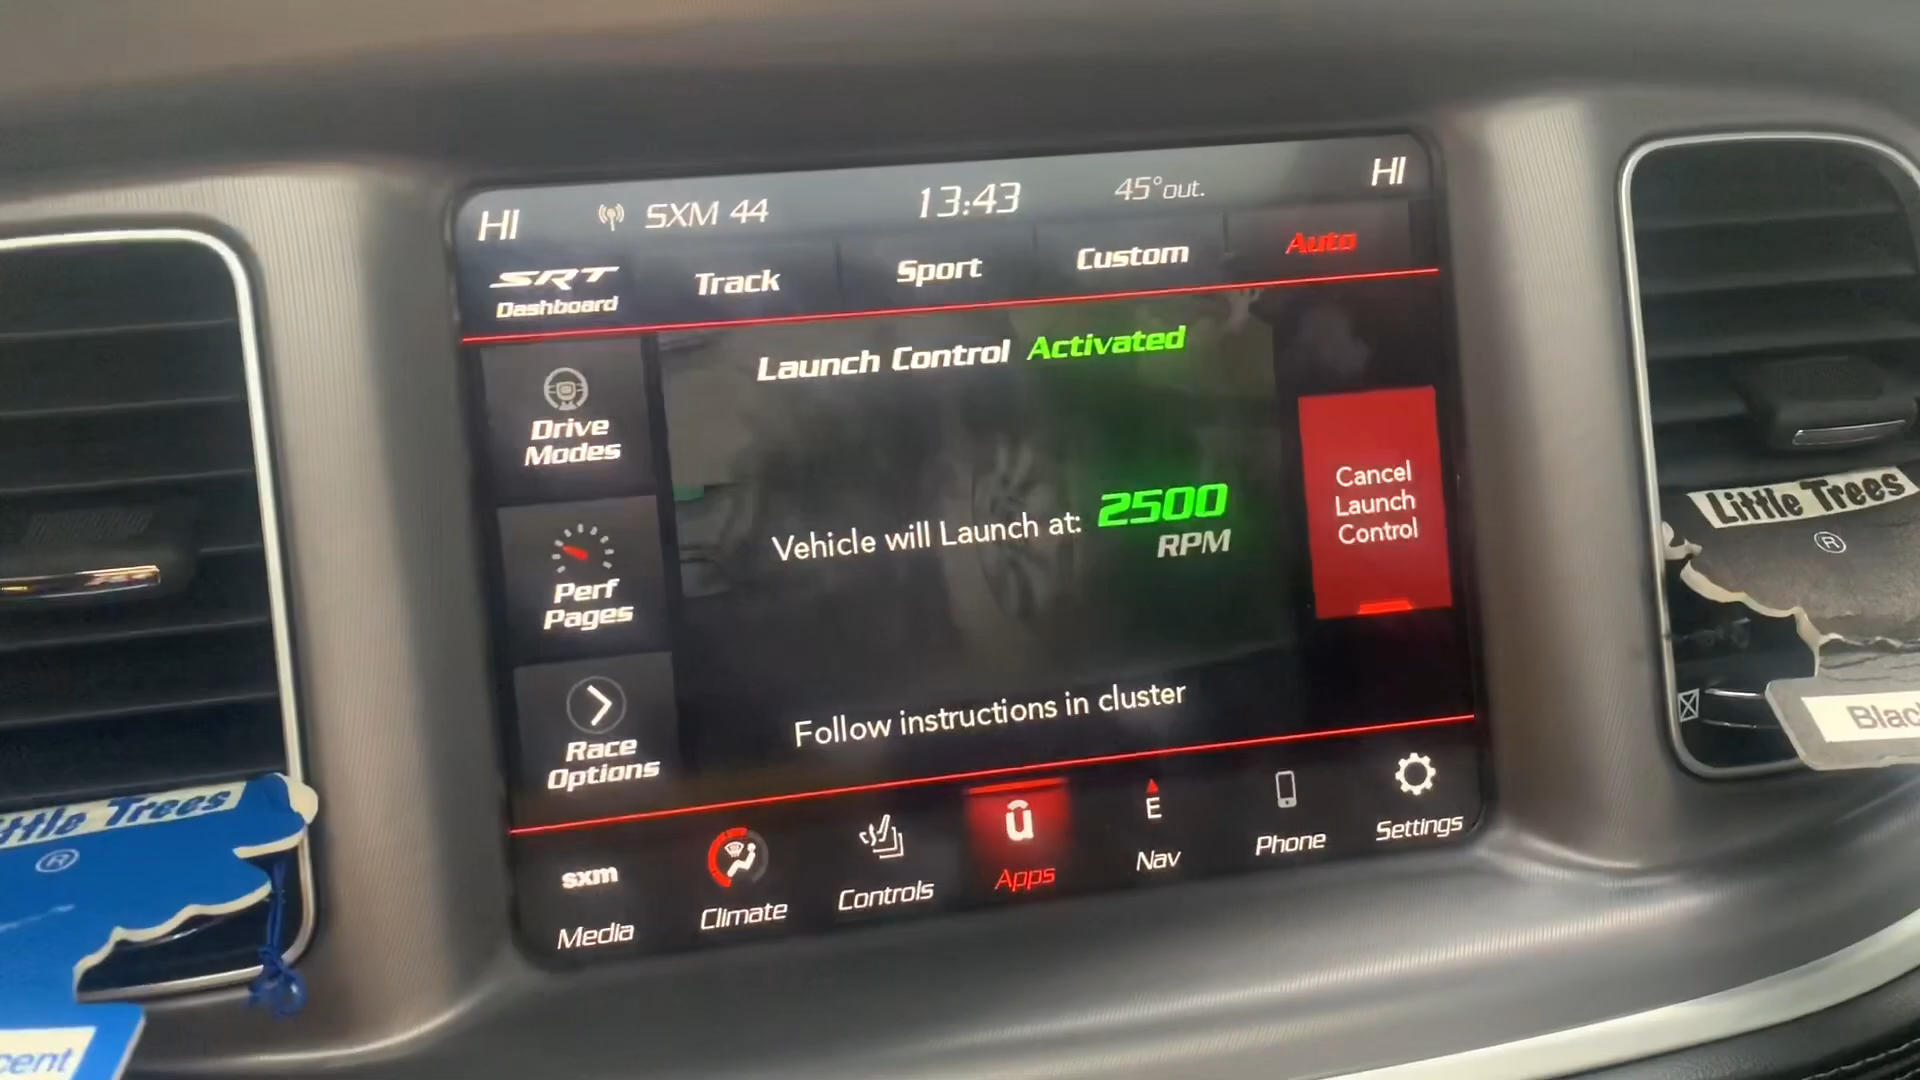 HI
SXM 44
13:43
45°out.
HI
SRT
Dashboard
Track
Sport
Custom
Auto
Launch Control Activated
Drive
Modes
Vehicle will Launch at: 2500
RPM
Cancel
Launch
Control
Perf
Pages
Follow instructions in cluster
Race
Options
sxm
Media
Climate
Controls
û
Apps
E
Nav
Phone
Settings
Little Trees
®
Blac
ttle Trees
®
cent